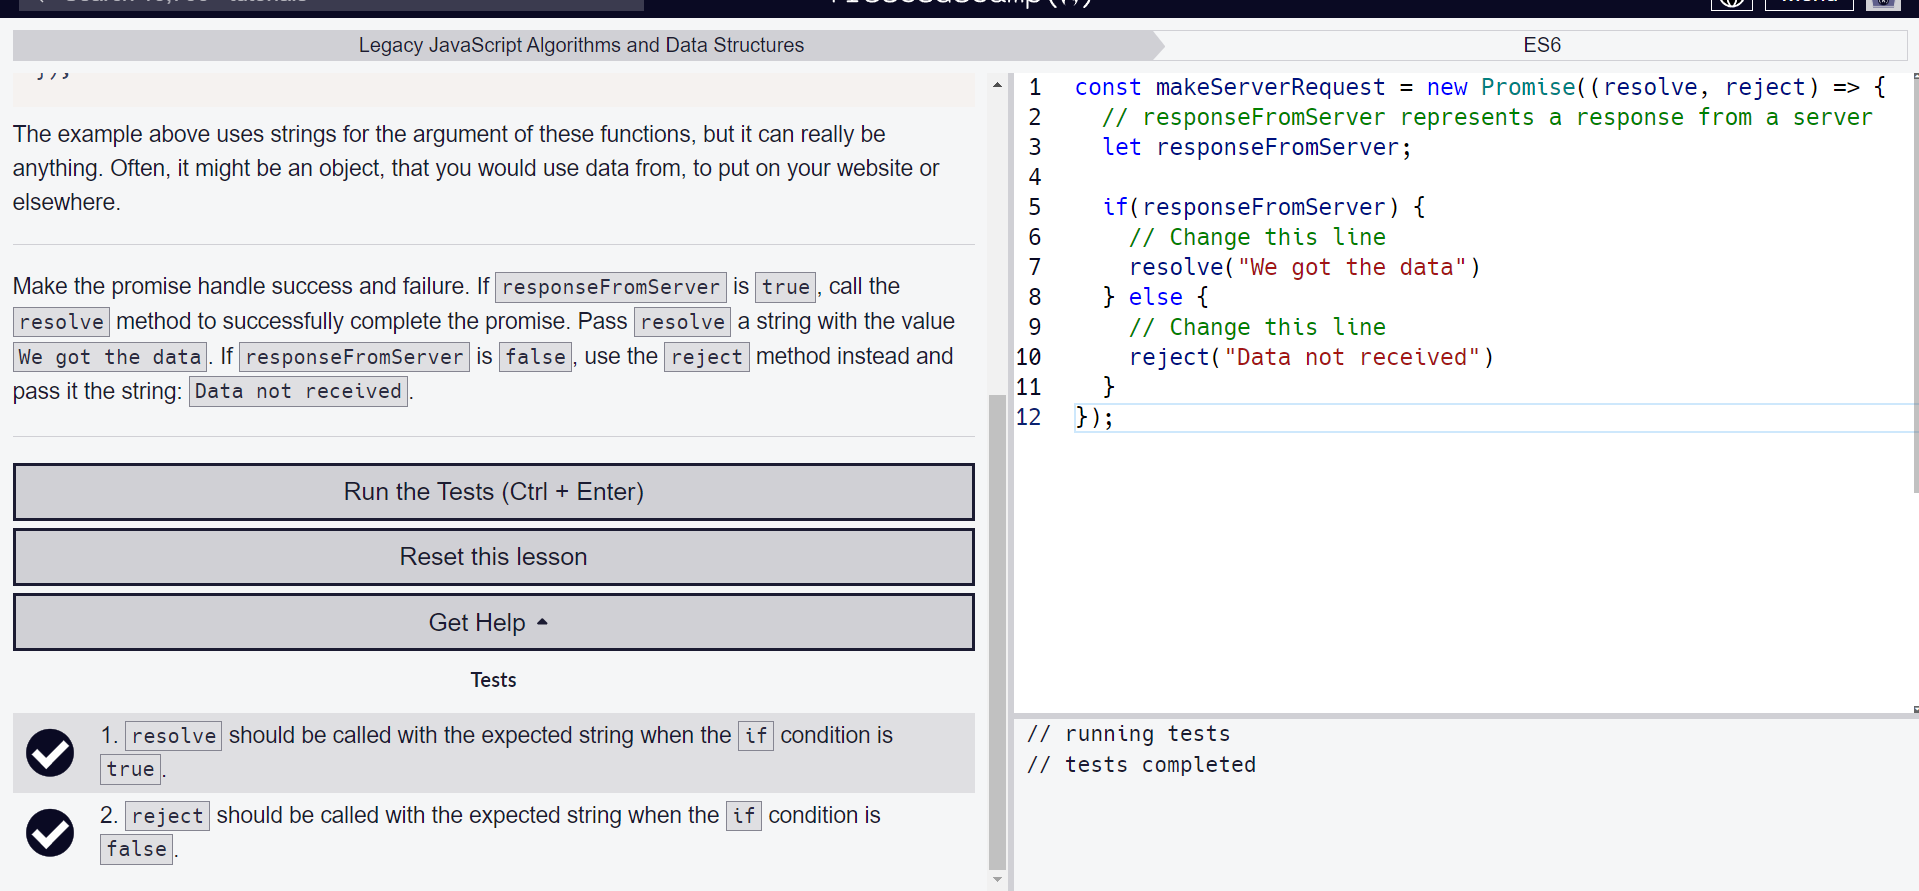 Legacy JavaScript Algorithms and Data Structures
ES6
The example above uses strings for the argument of these functions, but it can really be
anything. Often, it might be an object, that you would use data from, to put on your website or
elsewhere.
Make the promise handle success and failure. If responseFromServer is true, call the
resolve method to successfully complete the promise. Pass resolve a string with the value
We got the data. If responseFromServer is false, use the reject method instead and
pass it the string: Data not received.
Run the Tests (Ctrl + Enter)
Reset this lesson
Get Help
Tests
1. resolve should be called with the expected string when the if condition is
true.
2. reject should be called with the expected string when the if condition is
false.
1 const makeServerRequest = new Promise((resolve, reject) => {
2 // responseFromServer represents a response from a server
3 let responseFromServer;
4
5 if(responseFromServer) {
6 // Change this line
7 resolve("We got the data")
8 } else {
9 // Change this line
10 reject("Data not received")
11 }
12 });
// running tests
// tests completed